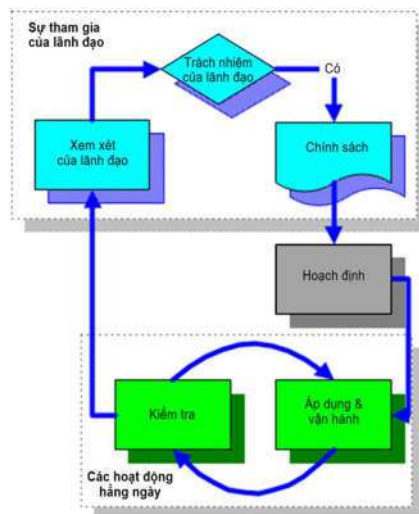 Sự tham gia
của lãnh đạo
Trách nhiệm
của lãnh đạo
Có
Xem xét
của lãnh đạo
Chính sách
Hoạch định
Kiểm tra
Áp dụng &
vận hành
Các hoạt động
hằng ngày